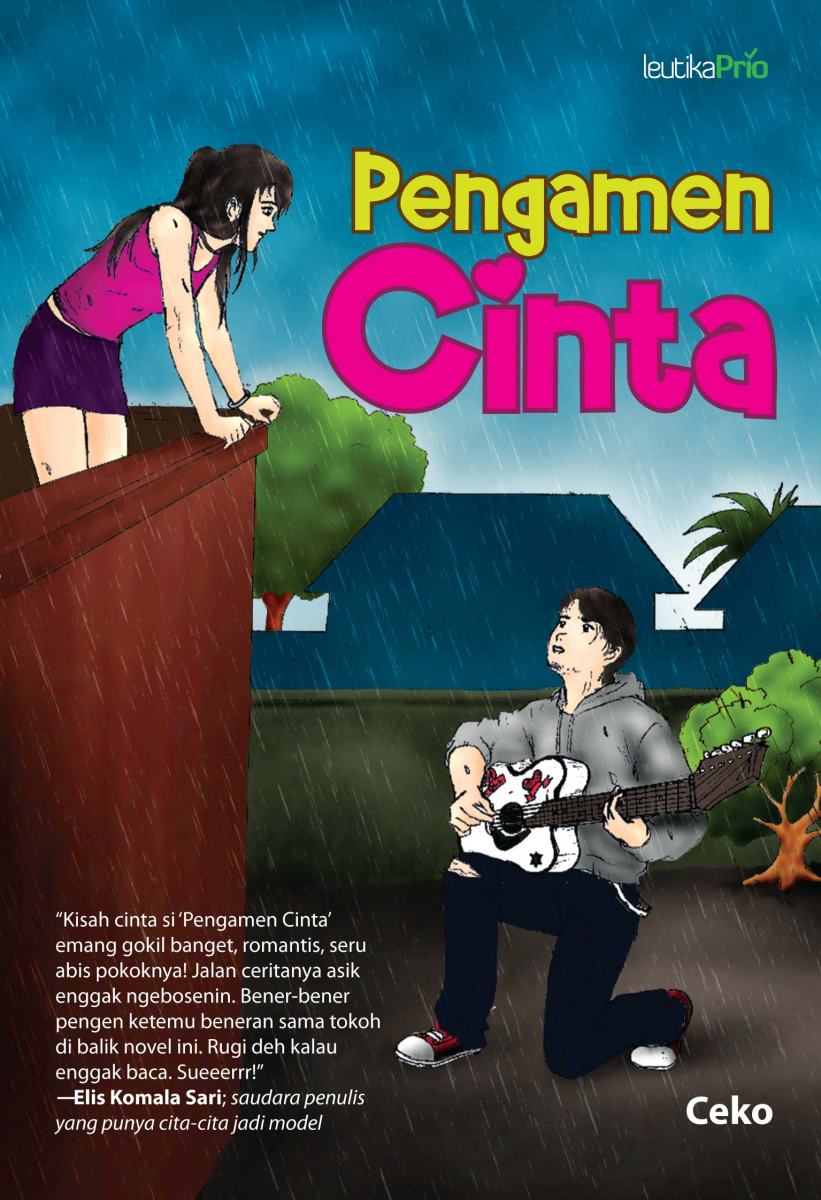 leutikaPrio
Pengamen
Cinta
“Kisah cinta si ‘Pengamen Cinta’
emang gokil banget, romantis, seru
abis pokoknya! Jalan ceritanya asik
enggak ngebosenin. Bener-bener
pengen ketemu beneran sama tokoh
di balik novel ini. Rugi deh kalau
enggak baca. Sueeerrr!”
—Elis Komala Sari; saudara penulis
yang punya cita-cita jadi model
Ceko